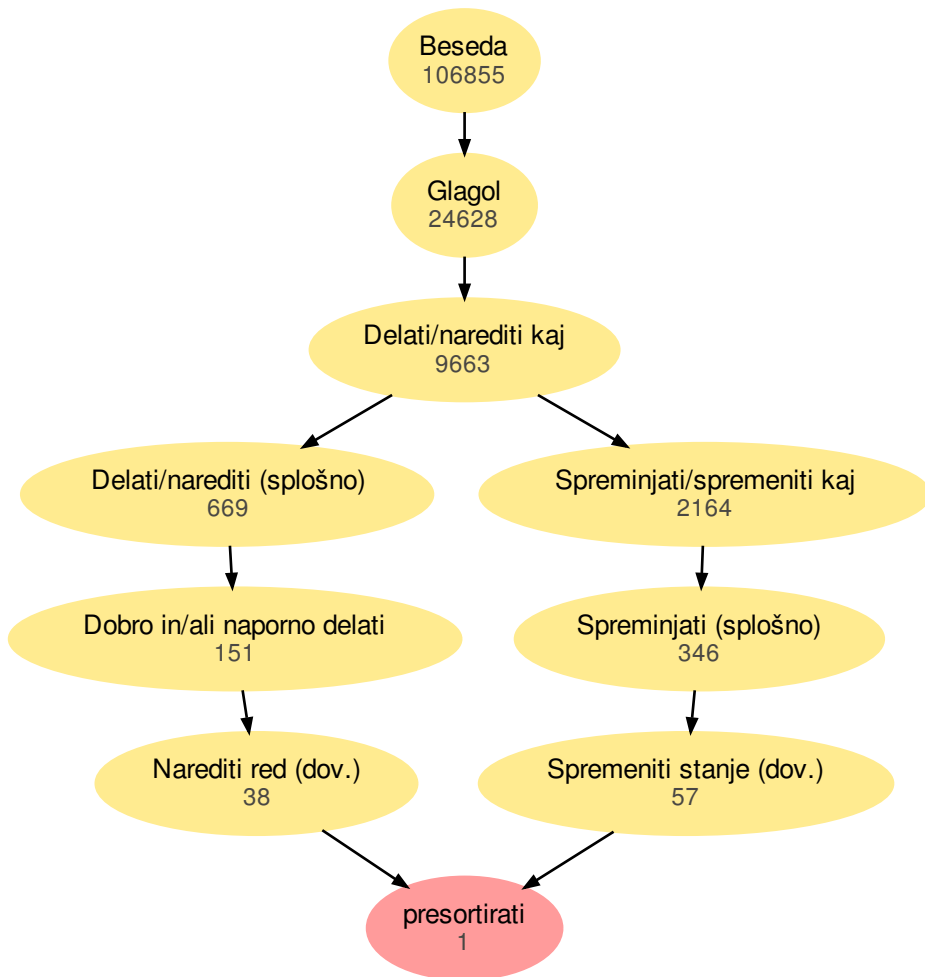 Beseda
106855
Glagol
24628
Delati/narediti kaj
9663
Delati/narediti (splošno)
669
Spreminjati/spremeniti kaj
2164
Dobro in/ali naporno delati
151
Spreminjati (splošno)
346
Narediti red (dov.)
38
Spremeniti stanje (dov.)
57
presortirati
1